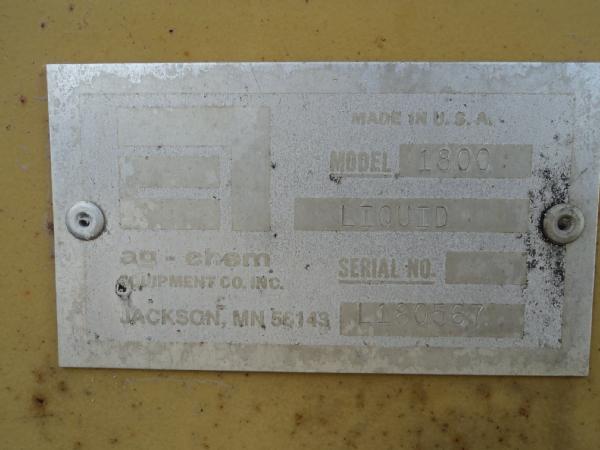 MADE IN U.S.A.
MODEL 1800
LIQUID
ag-chem
EQUIPMENT CO. INC.
SERIAL NO.
JACKSON, MN 56143
L180567